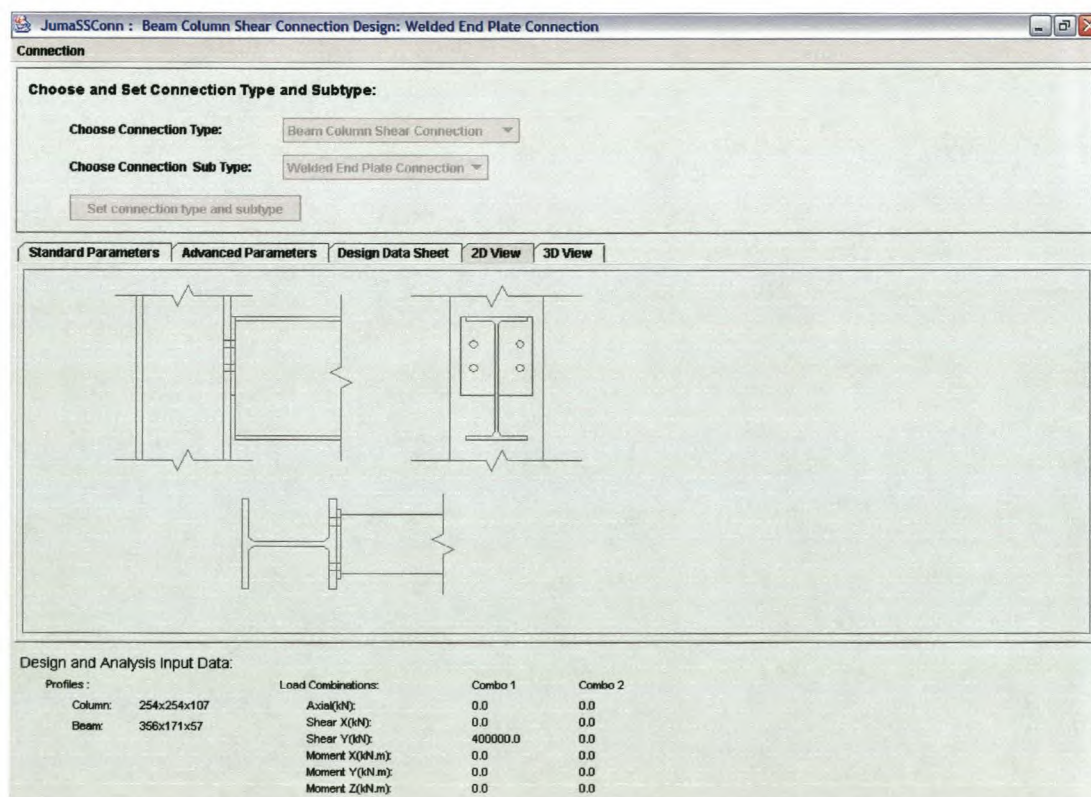 JumaSSConn : Beam Column Shear Connection Design: Welded End Plate Connection
Connection
Choose and Set Connection Type and Subtype:
Choose Connection Type: Beam Column Shear Connection
Choose Connection Sub Type: Welded End Plate Connection
Set connection type and subtype
Standard Parameters Advanced Parameters Design Data Sheet 2D View 3D View
Design and Analysis Input Data:
Profiles : Load Combinations: Combo 1 Combo 2
Column: 254x254x107 Axial(kN): 0.0 0.0
Beam: 356x171x57 Shear X(kN): 0.0 0.0
Shear Y(kN): 400000.0 0.0
Moment X(kN.m): 0.0 0.0
Moment Y(kN.m): 0.0 0.0
Moment Z(kN.m): 0.0 0.0